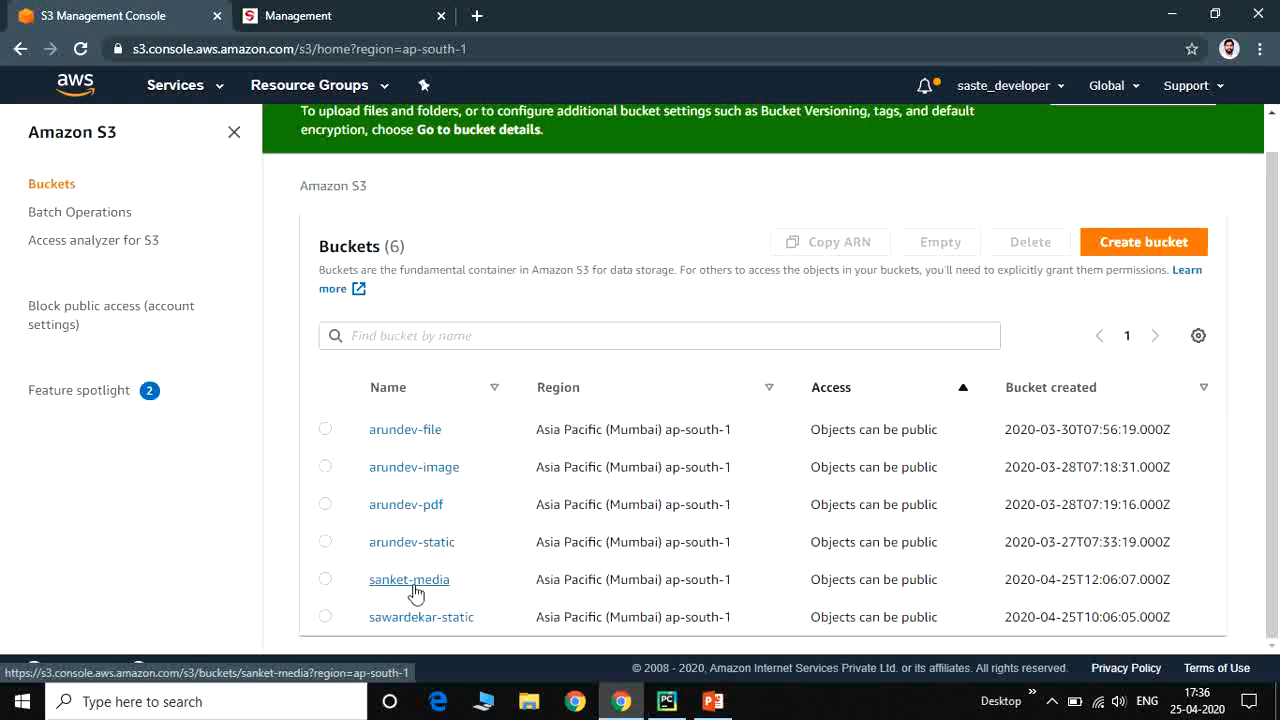 S3 Management Console
Management
s3.console.aws.amazon.com/s3/home?region=ap-south-1
aws
Services
Resource Groups
saste_developer
Global
Support
Amazon S3
Buckets
Batch Operations
Access analyzer for S3
Block public access (account
settings)
Feature spotlight 2
To upload files and folders, or to configure additional bucket settings such as Bucket Versioning, tags, and default
encryption, choose Go to bucket details.
Amazon S3
Buckets (6)
Copy ARN
Empty
Delete
Create bucket
Buckets are the fundamental container in Amazon S3 for data storage. For others to access the objects in your buckets, you'll need to explicitly grant them permissions. Learn
more
Find bucket by name
1
Name Region Access Bucket created
arundev-file Asia Pacific (Mumbai) ap-south-1 Objects can be public 2020-03-30T07:56:19.000Z
arundev-image Asia Pacific (Mumbai) ap-south-1 Objects can be public 2020-03-28T07:18:31.000Z
arundev-pdf Asia Pacific (Mumbai) ap-south-1 Objects can be public 2020-03-28T07:19:16.000Z
arundev-static Asia Pacific (Mumbai) ap-south-1 Objects can be public 2020-03-27T07:33:19.000Z
sanket-media Asia Pacific (Mumbai) ap-south-1 Objects can be public 2020-04-25T12:06:07.000Z
sawardekar-static Asia Pacific (Mumbai) ap-south-1 Objects can be public 2020-04-25T10:06:05.000Z
https://s3.console.aws.amazon.com/s3/buckets/sanket-media?region=ap-south-1
© 2008 - 2020, Amazon Internet Services Private Ltd. or its affiliates. All rights reserved.
Privacy Policy
Terms of Use
Type here to search
Desktop
ENG
17:36
25-04-2020